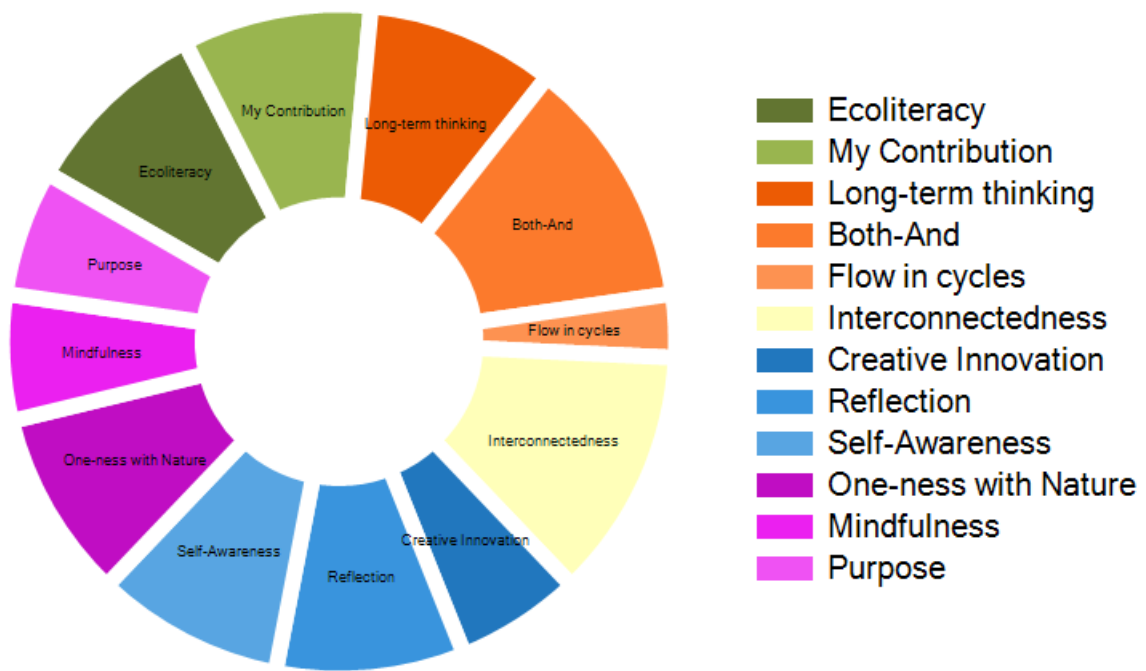 My Contribution
Long-term thinking
Ecoliteracy
Both-And
Purpose
Flow in cycles
Mindfulness
Interconnectedness
One-ness with Nature
Creative Innovation
Self-Awareness
Reflection
Ecoliteracy
My Contribution
Long-term thinking
Both-And
Flow in cycles
Interconnectedness
Creative Innovation
Reflection
Self-Awareness
One-ness with Nature
Mindfulness
Purpose